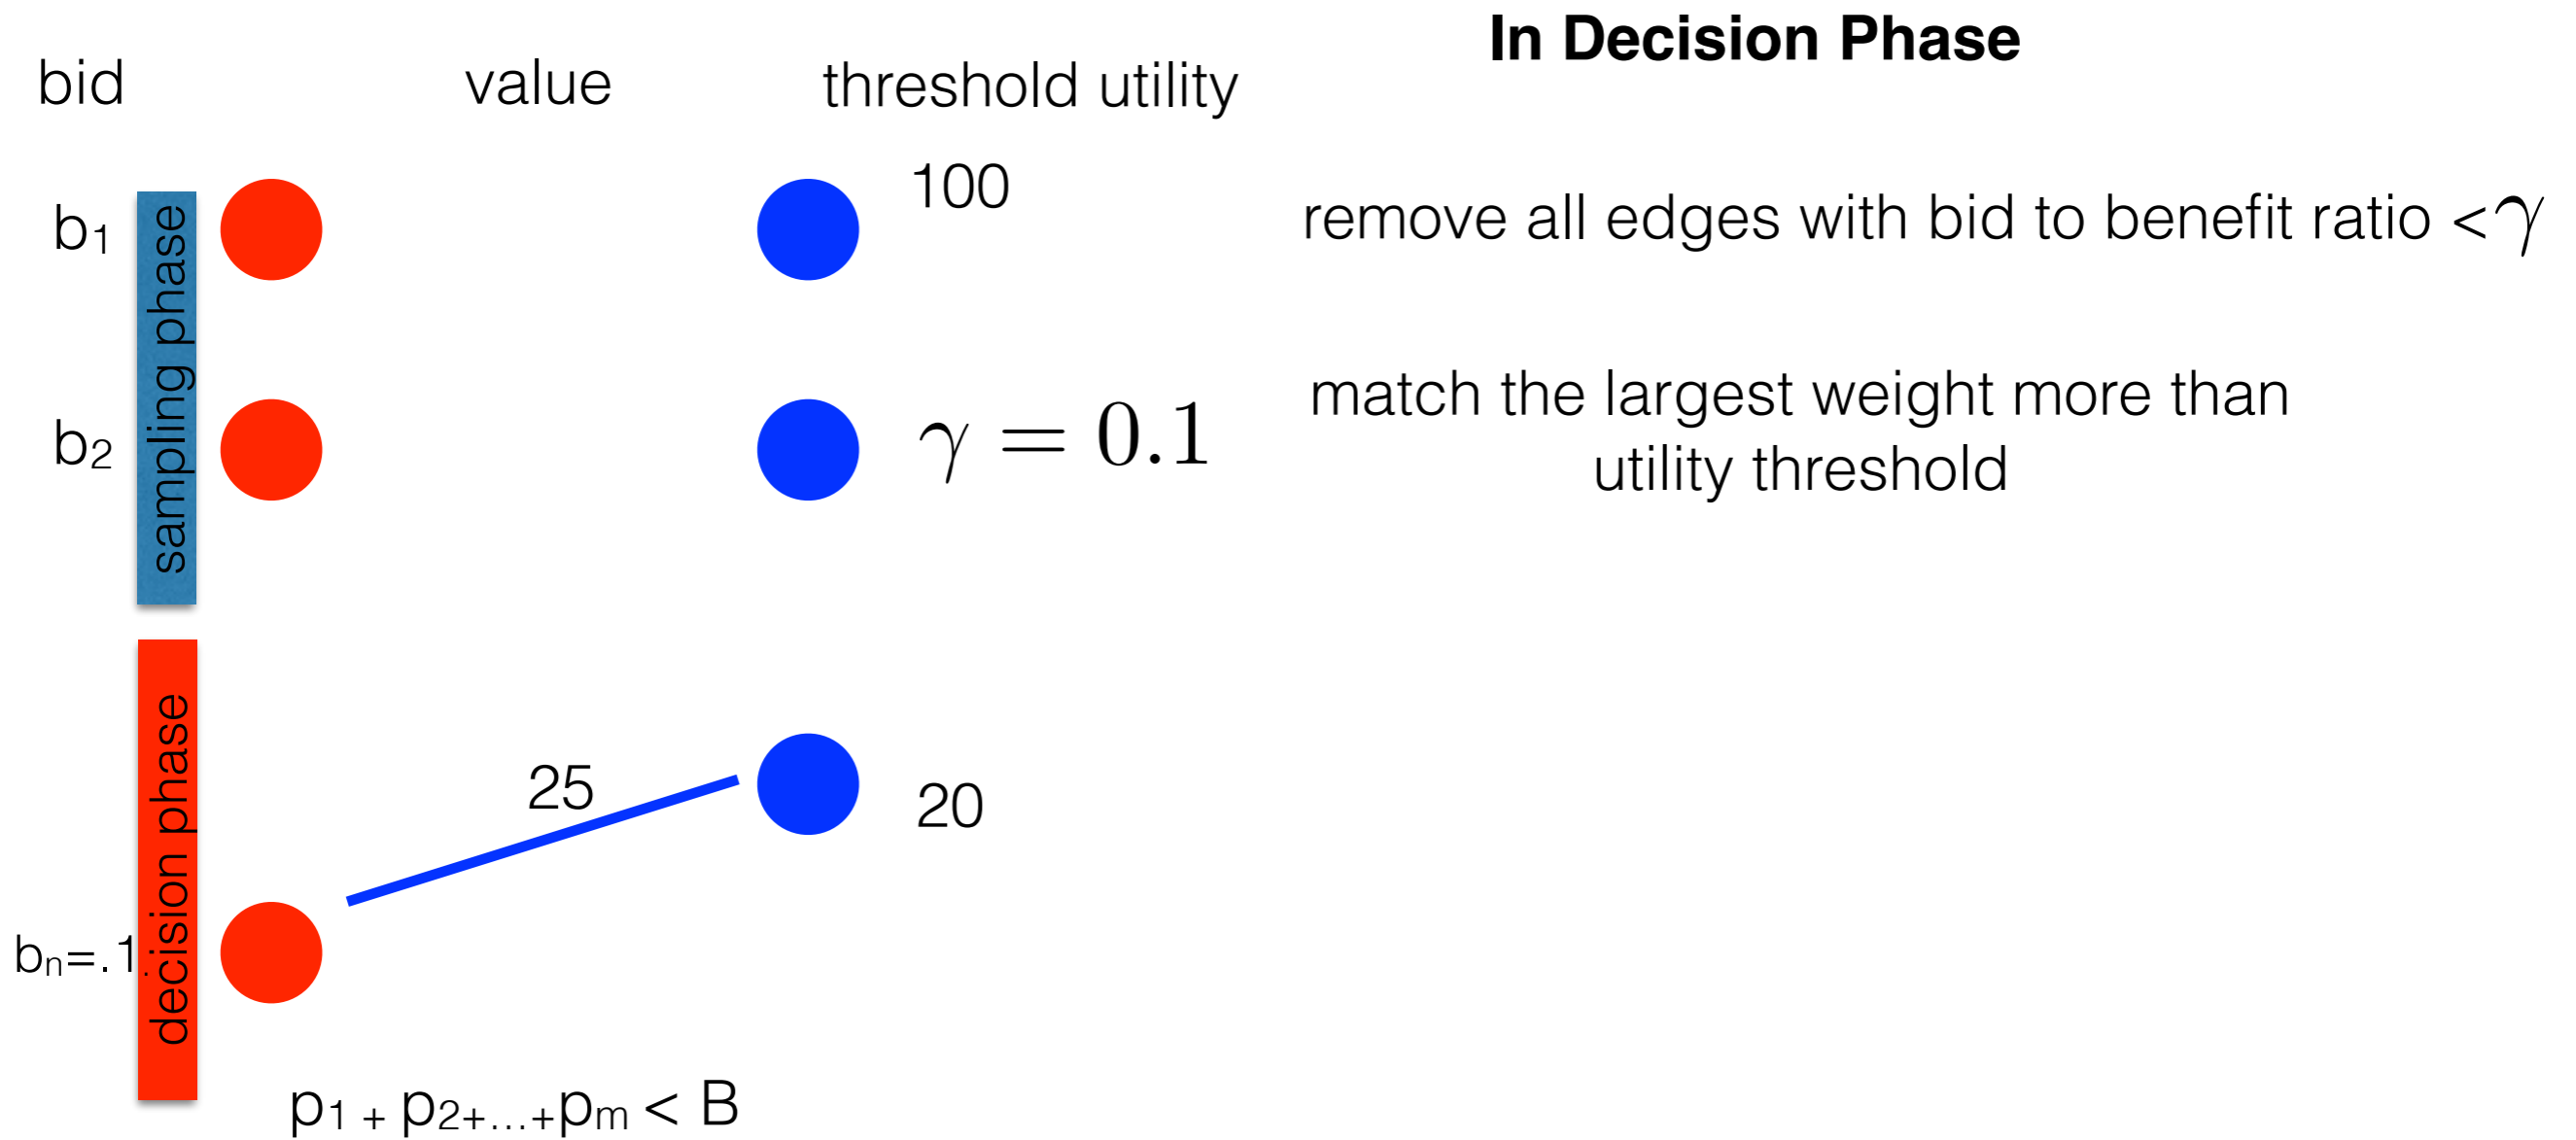 In Decision Phase
bid value threshold utility
100
b₁
remove all edges with bid to benefit ratio <γ
sampling phase
b₂
γ = 0.1
match the largest weight more than
utility threshold
decision phase
25
20
bₙ=.1
p₁ + p₂+...+pₘ < B